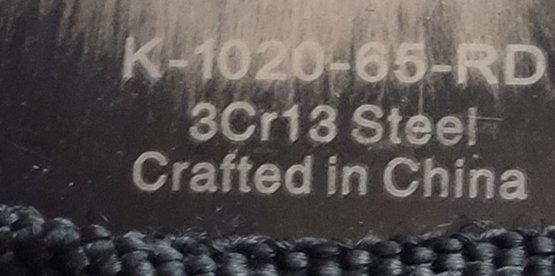 K-1020-65-RD
3Cr13 Steel
Crafted in China